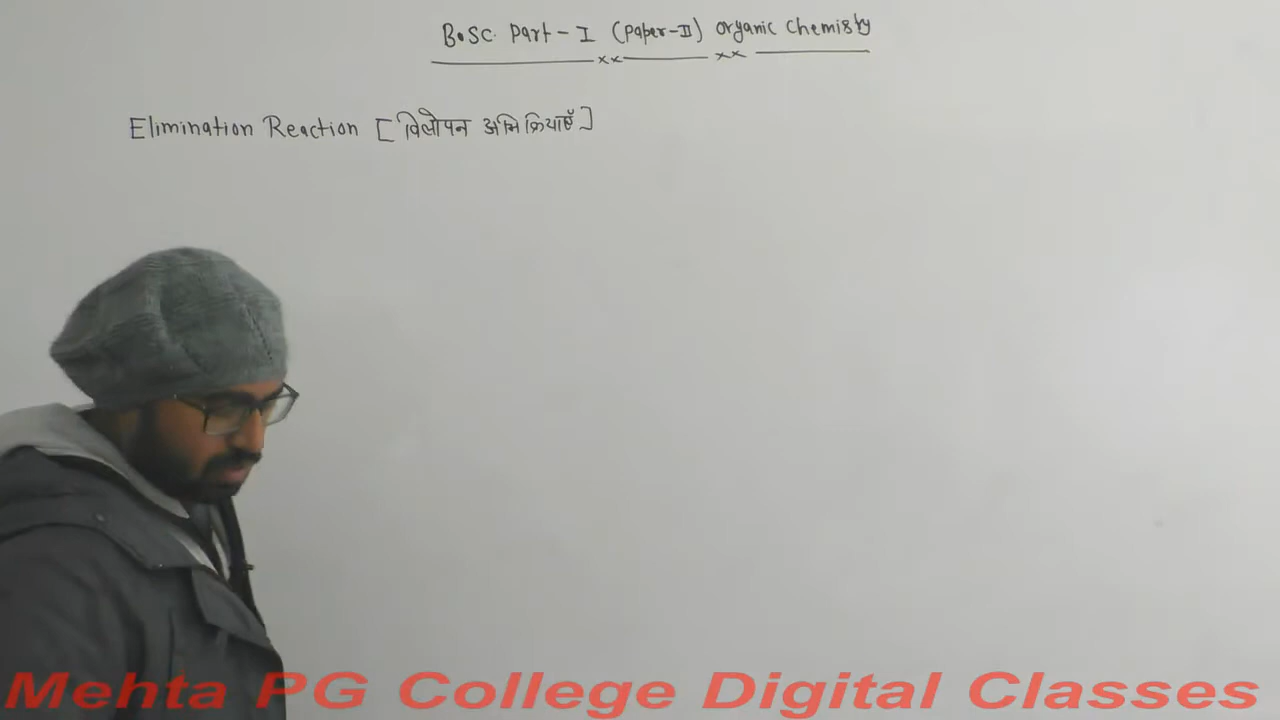 B.Sc. Part - I (Paper-II) Organic Chemistry
Elimination Reaction [विलोपन अभिक्रियाएँ]
Mehta PG College Digital Classes